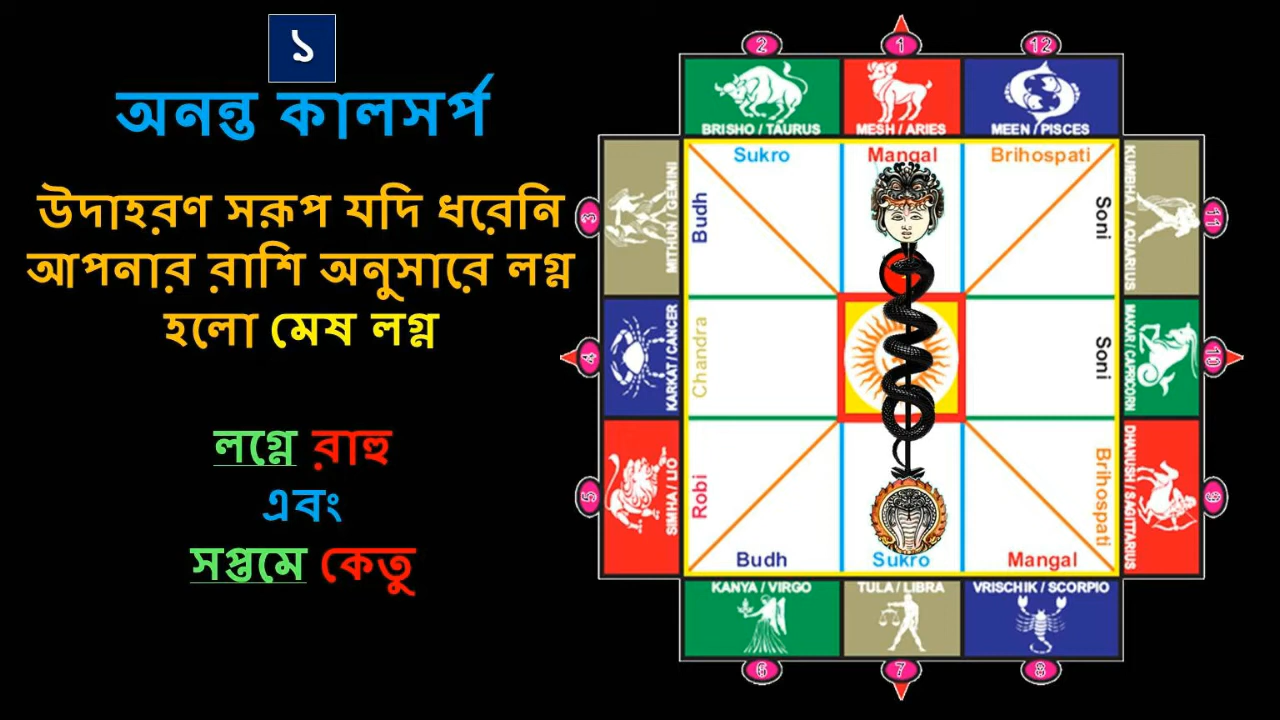 ১
অনন্ত কালসর্প
উদাহরণ সরূপ যদি ধরেনি
আপনার রাশি অনুসারে লগ্ন
হলো মেষ লগ্ন
লগ্নে রাহু
এবং
সপ্তমে কেতু
2
1
12
BRISHO / TAURUS
MESH / ARIES
MEEN / PISCES
Sukro
Mangal
Brihospati
3
MITHUN / GEMINI
Budh
Soni
KUMBHA / AQUARIUS
11
4
KARKAT / CANCER
Chandra
Soni
MAKAR / CAPRICORN
10
5
SIMHA / LIO
Robi
Brihospati
DHANUSH / SAGITTARIUS
9
Budh
Sukro
Mangal
KANYA / VIRGO
TULA / LIBRA
VRISCHIK / SCORPIO
6
7
8